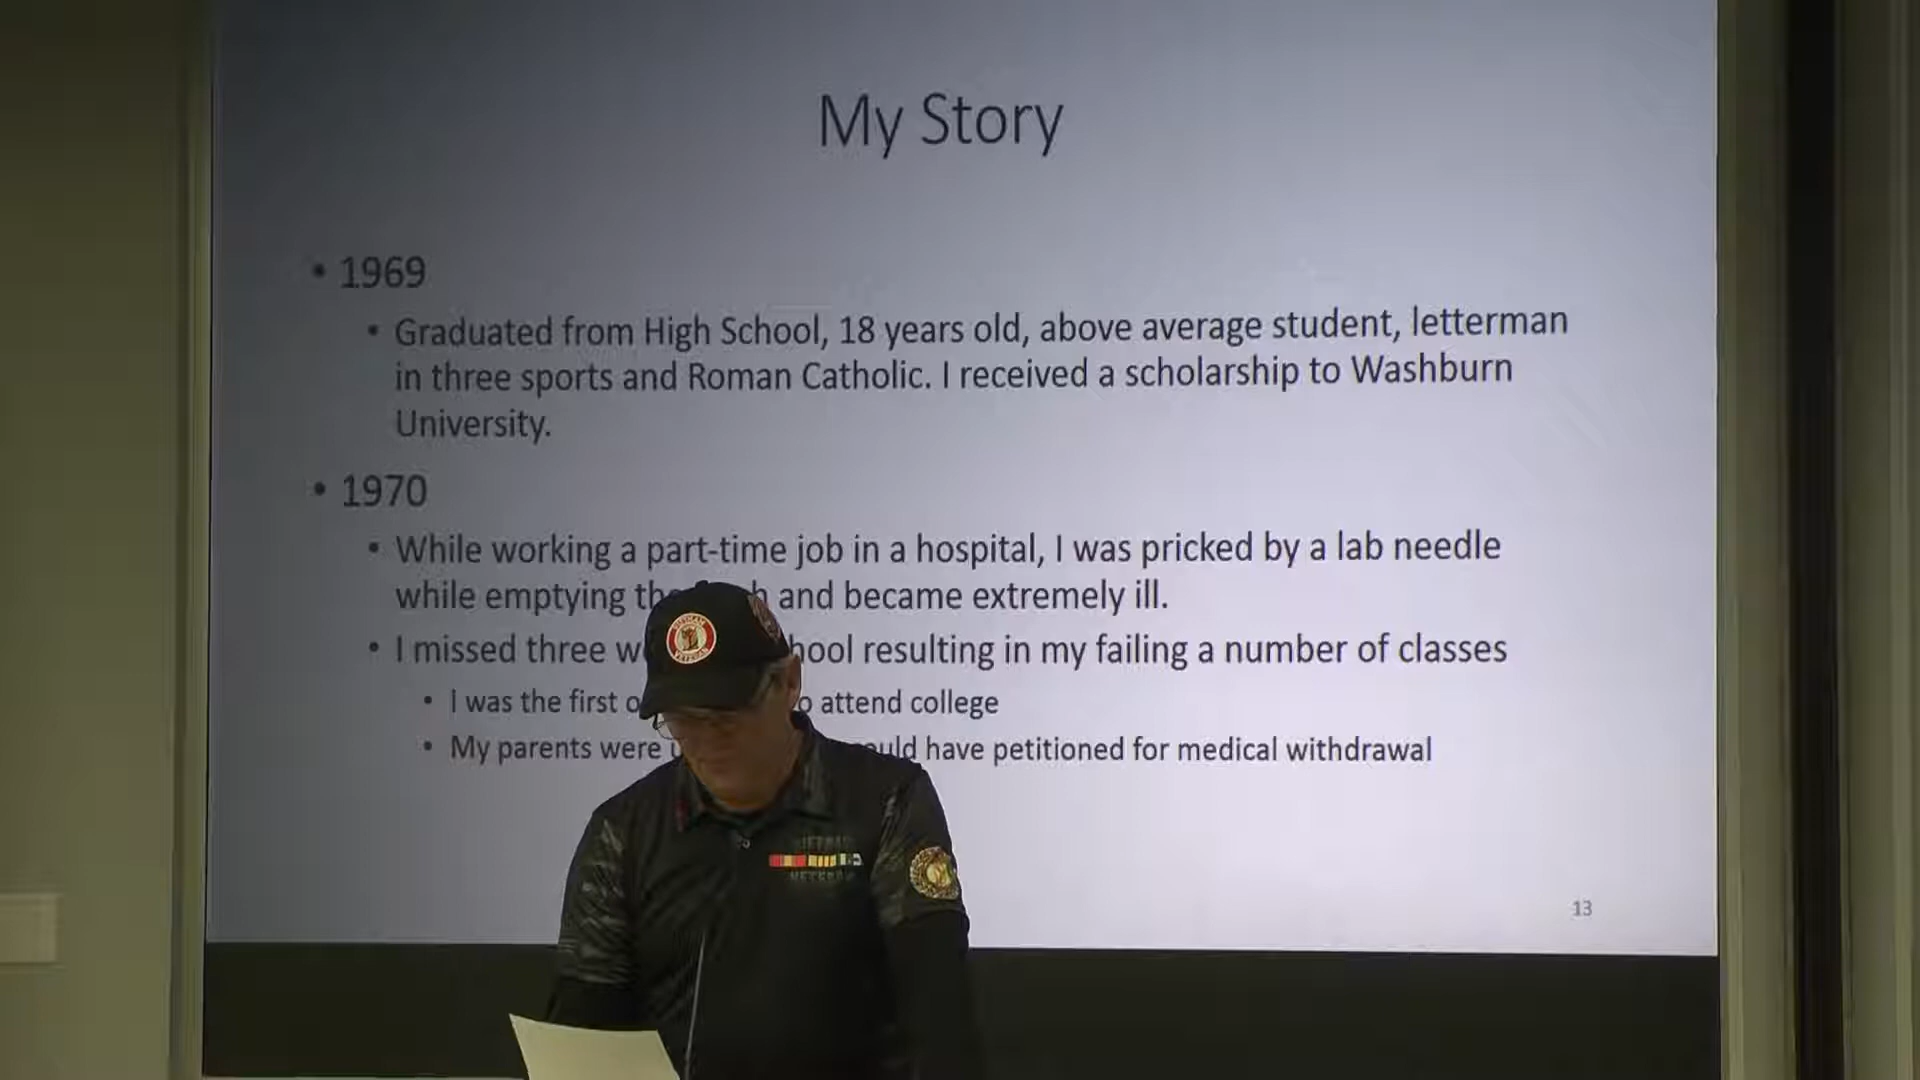 My Story
• 1969
• Graduated from High School, 18 years old, above average student, letterman
in three sports and Roman Catholic. I received a scholarship to Washburn
University.
• 1970
• While working a part-time job in a hospital, I was pricked by a lab needle
while emptying and became extremely ill.
• I missed three resulting in my failing a number of classes
• I was the first attend college
• My parents were have petitioned for medical withdrawal
VETERAN
VIETNAM
VETERAN
13